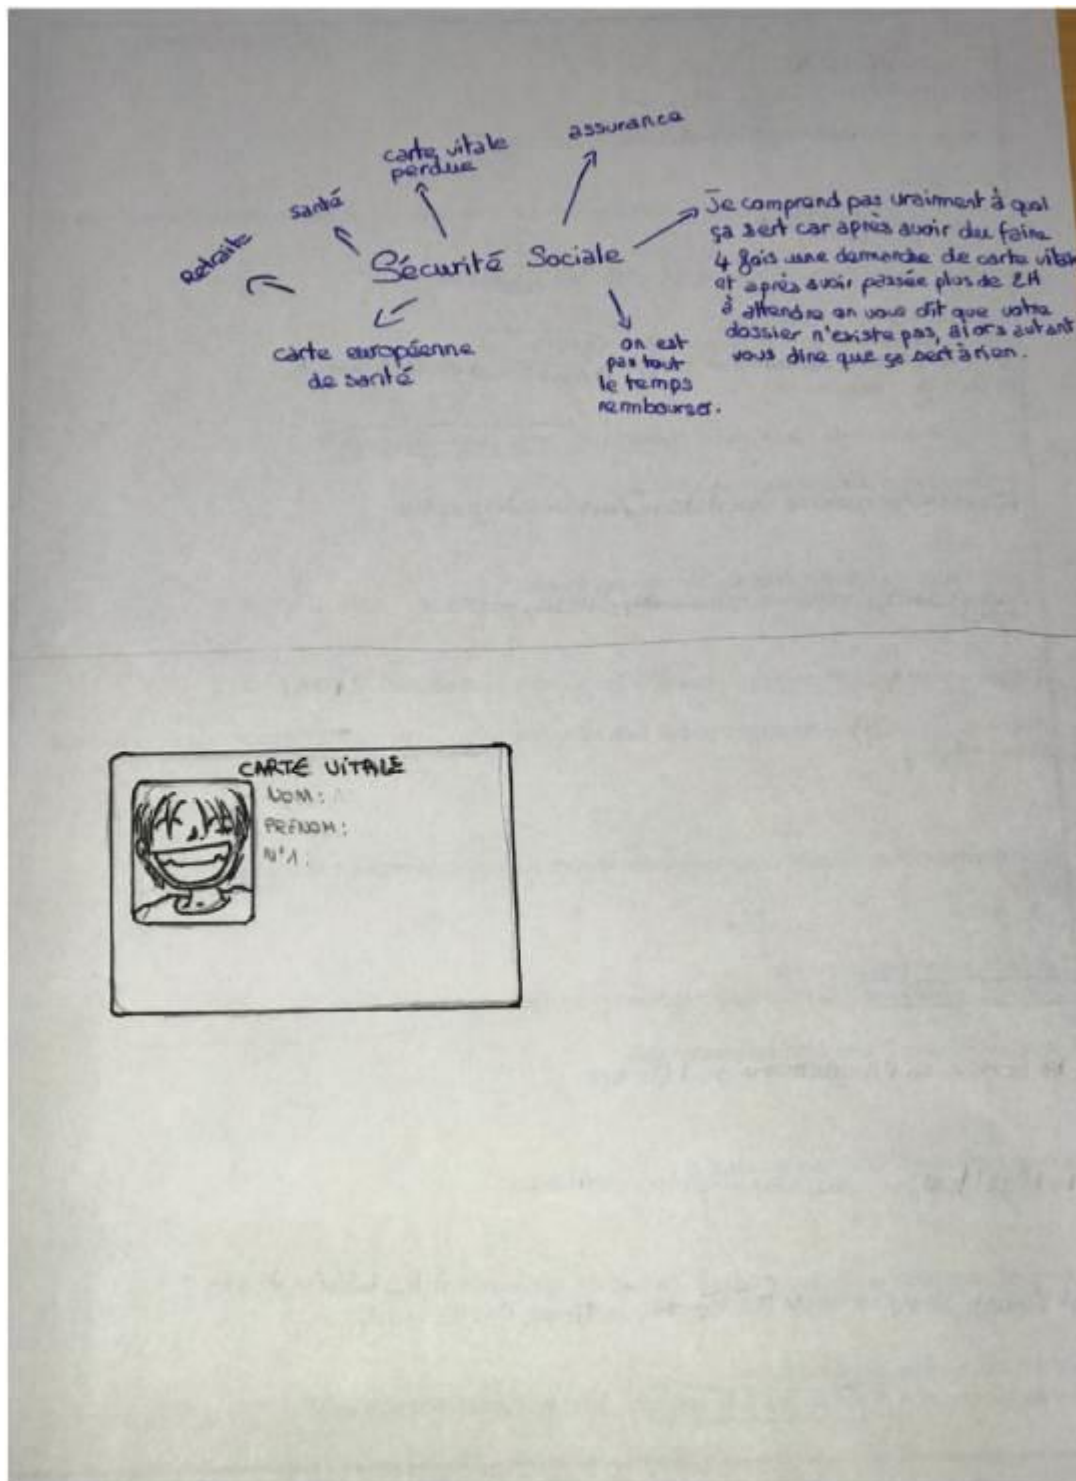 assurance
carte vitale
perdue
santé
Retraite
Sécurité Sociale
Je comprend pas vraiment à quoi
ça sert car après avoir du faire
4 fois une demande de carte vitale
et après avoir passée plus de 2H
à attendre on vous dit que votre
dossier n'existe pas, alors autant
vous dire que ça sert à rien.
carte européenne
de santé
on est
pas tout
le temps
rembourser.
CARTE VITALE
NOM:
PRENOM:
N°1: